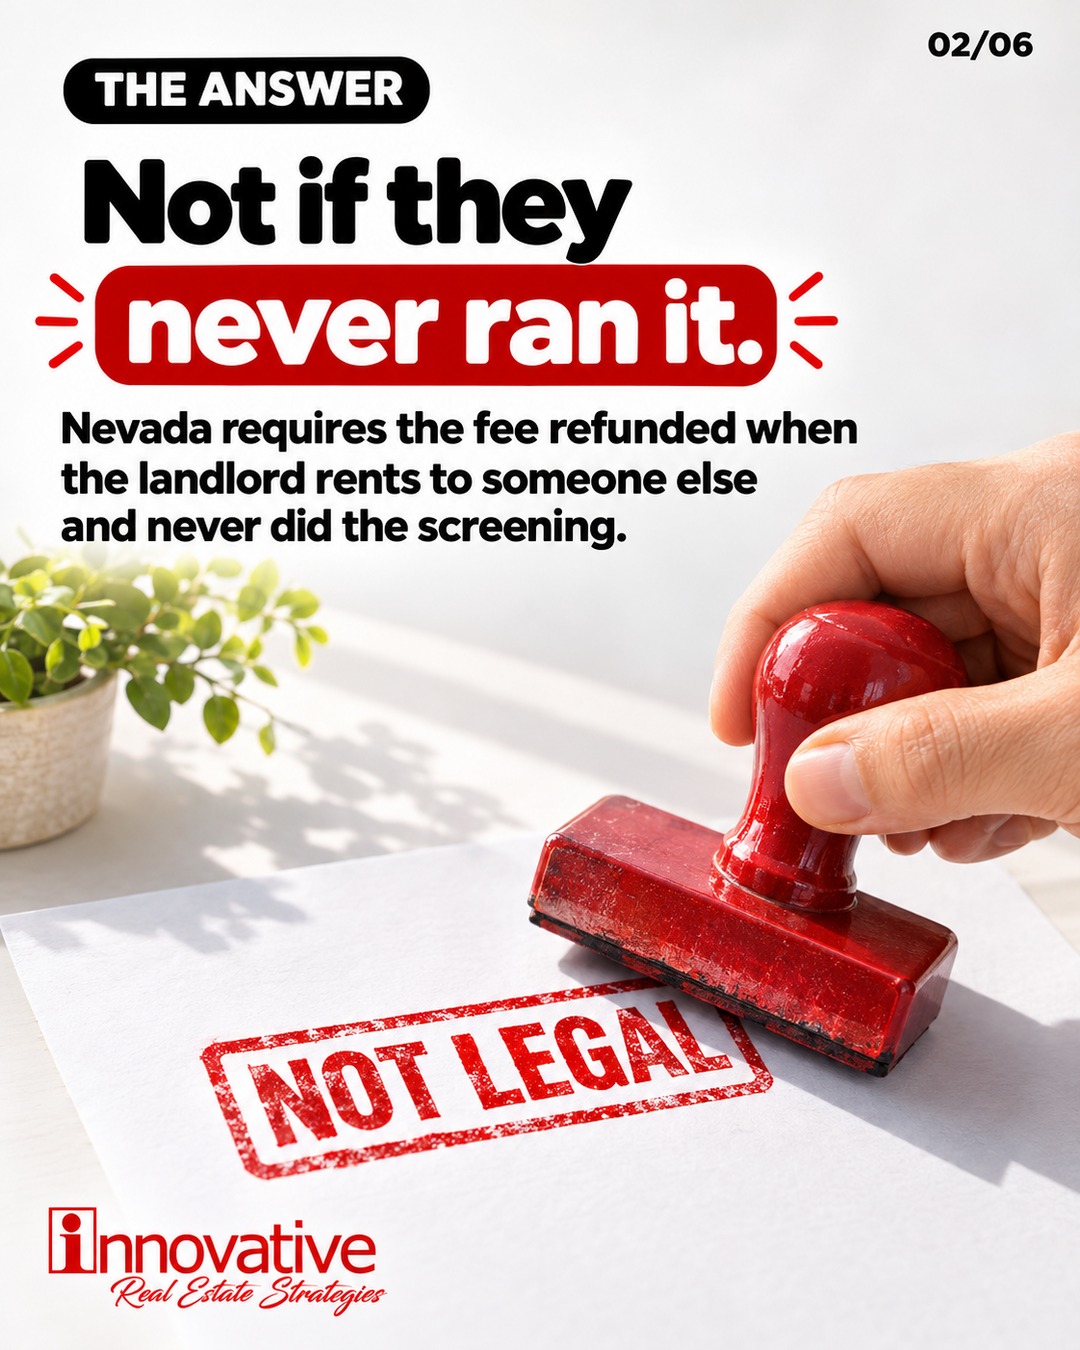 02/06
THE ANSWER
Not if they
never ran it.
Nevada requires the fee refunded when
the landlord rents to someone else
and never did the screening.
NOT LEGAL
innovative
Real Estate Strategies